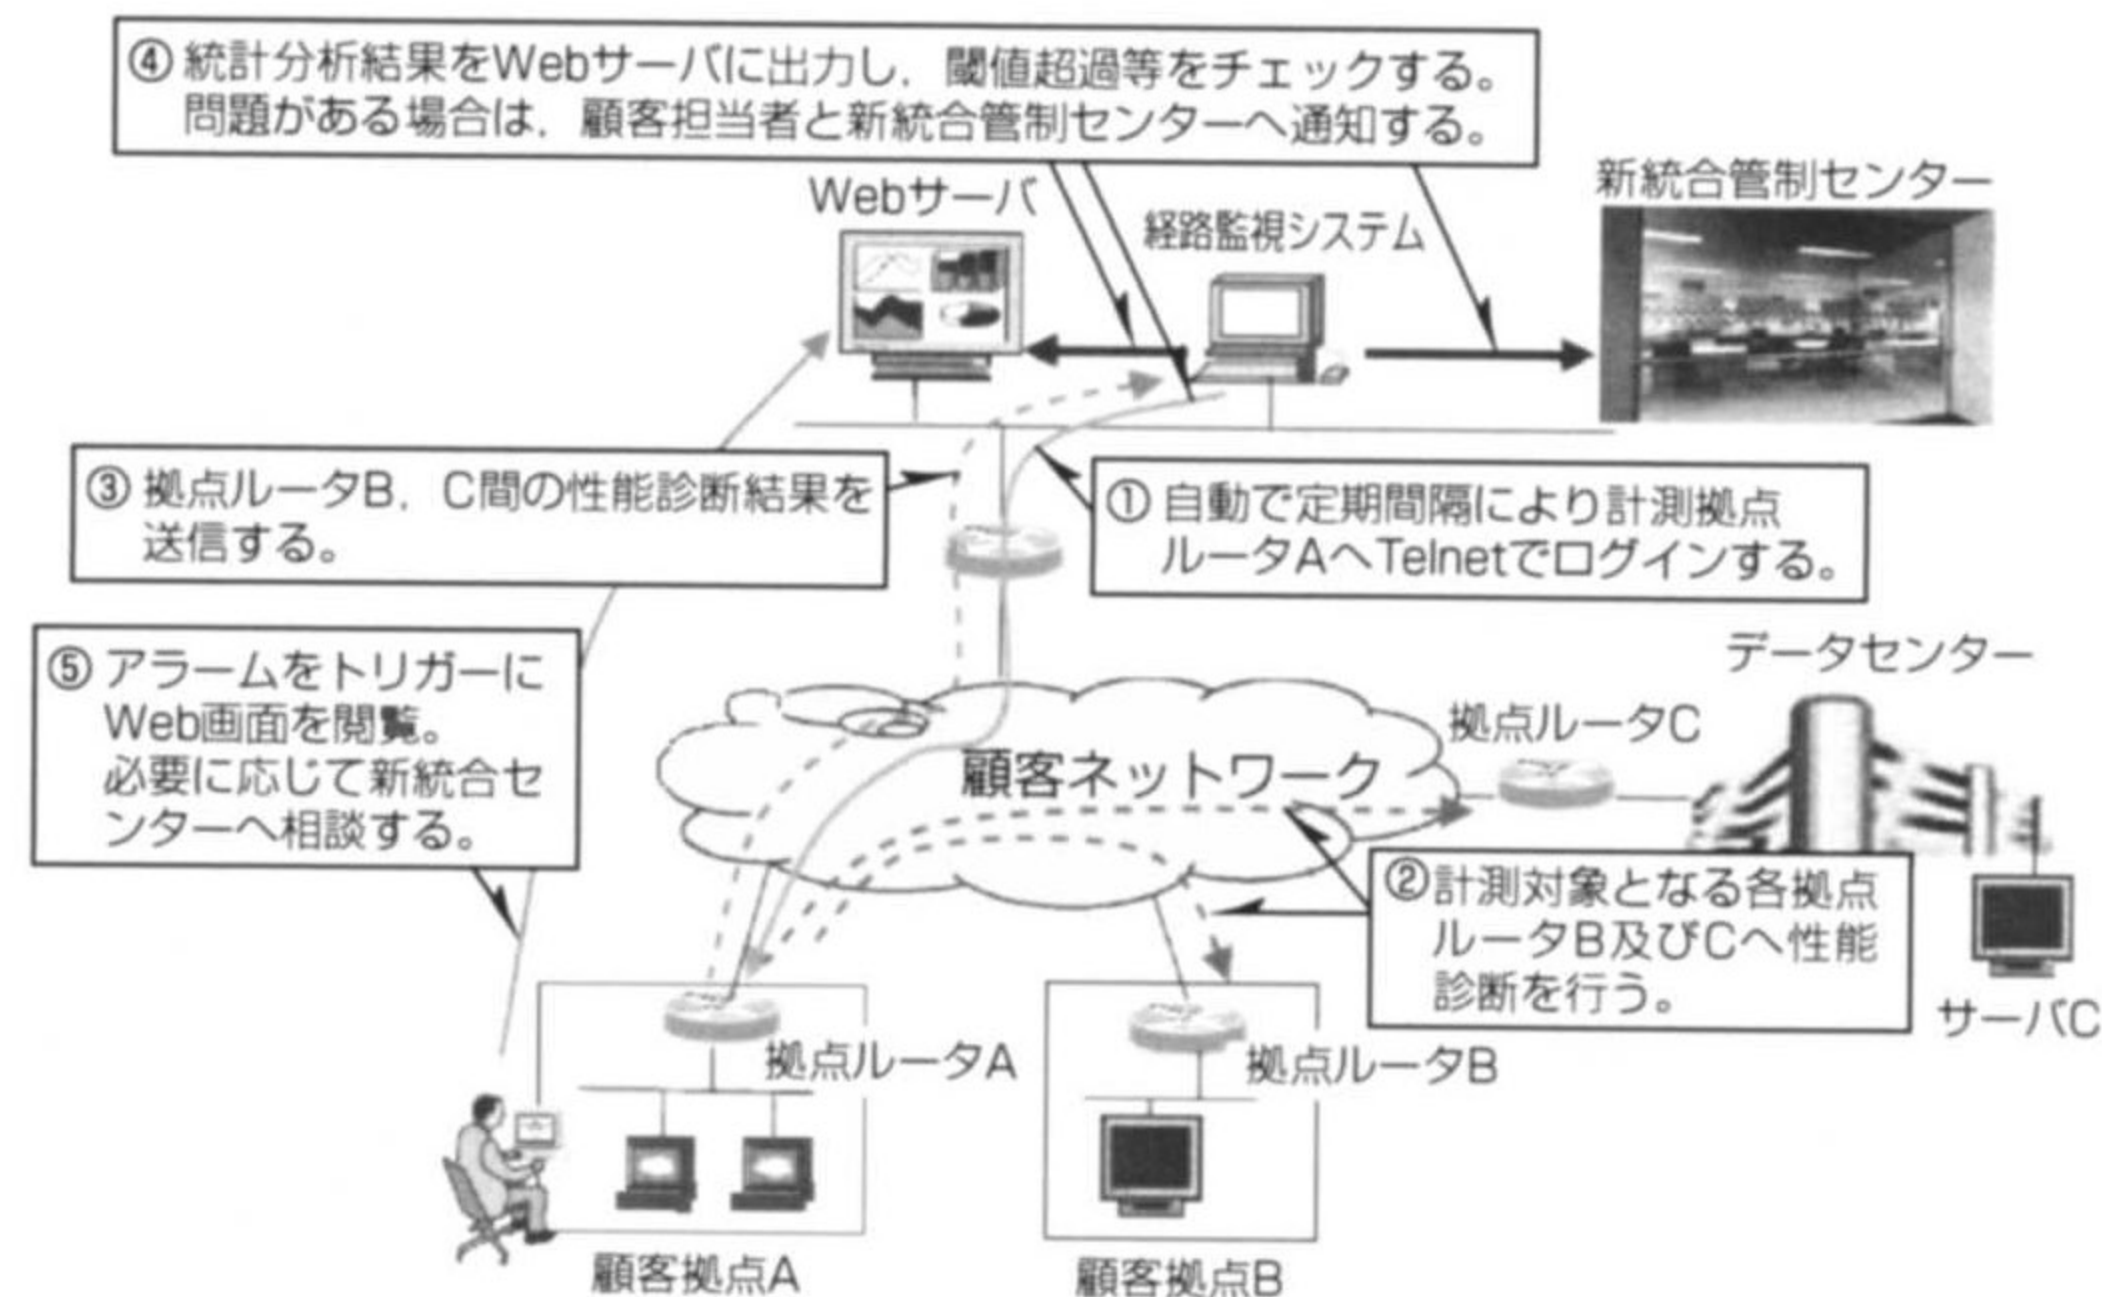 ④ 統計分析結果をWebサーバに出力し，閾値超過等をチェックする。
問題がある場合は，顧客担当者と新統合管制センターへ通知する。
Webサーバ
経路監視システム
新統合管制センター
③ 拠点ルータB，C間の性能診断結果を
送信する。
① 自動で定期間隔により計測拠点
ルータAへTelnetでログインする。
⑤ アラームをトリガーに
Web画面を閲覧。
必要に応じて新統合セ
ンターへ相談する。
データセンター
拠点ルータC
顧客ネットワーク
② 計測対象となる各拠点
ルータB及びCへ性能
診断を行う。
サーバC
拠点ルータA
拠点ルータB
顧客拠点A
顧客拠点B